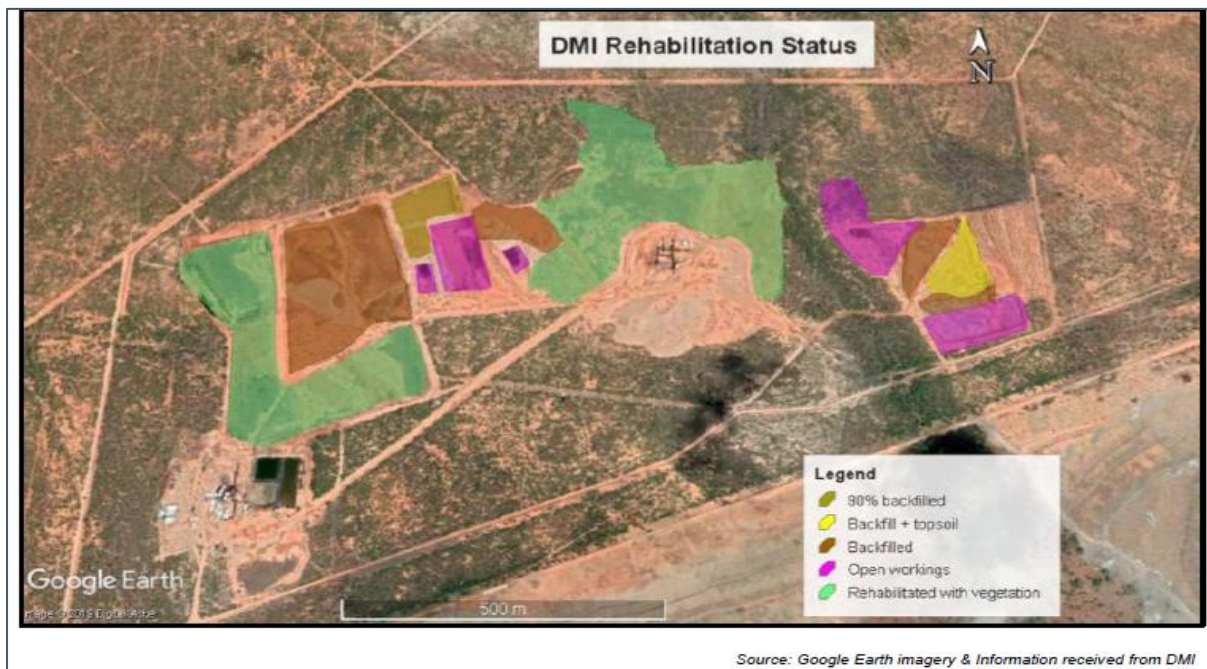 DMI Rehabilitation Status
N
Legend
90% backfilled
Backfill + topsoil
Backfilled
Open workings
Rehabilitated with vegetation
Google Earth
500 m
Source: Google Earth imagery & Information received from DMI